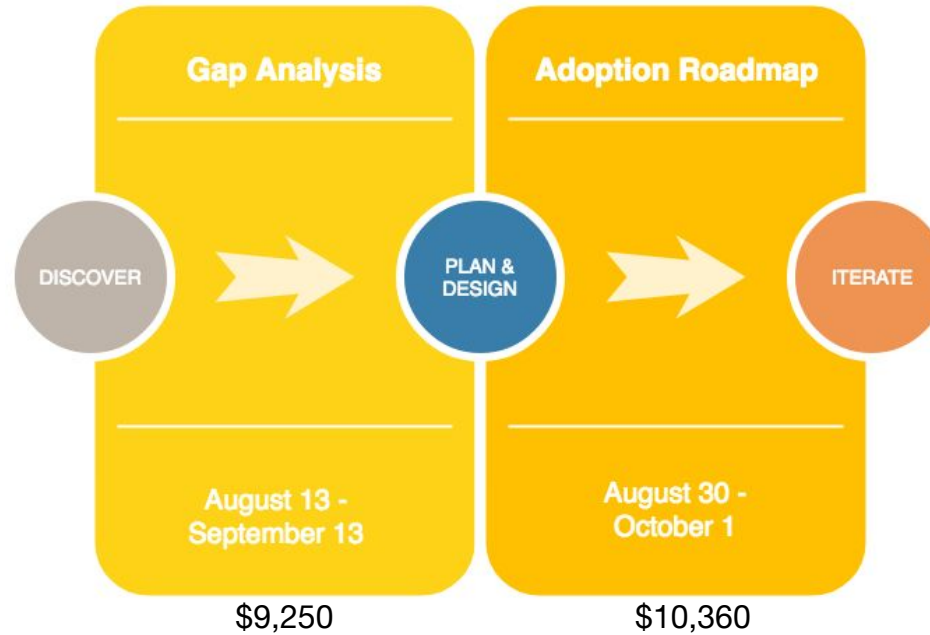 Gap Analysis
Adoption Roadmap
DISCOVER
PLAN &
DESIGN
ITERATE
August 13 -
September 13
August 30 -
October 1
$9,250
$10,360